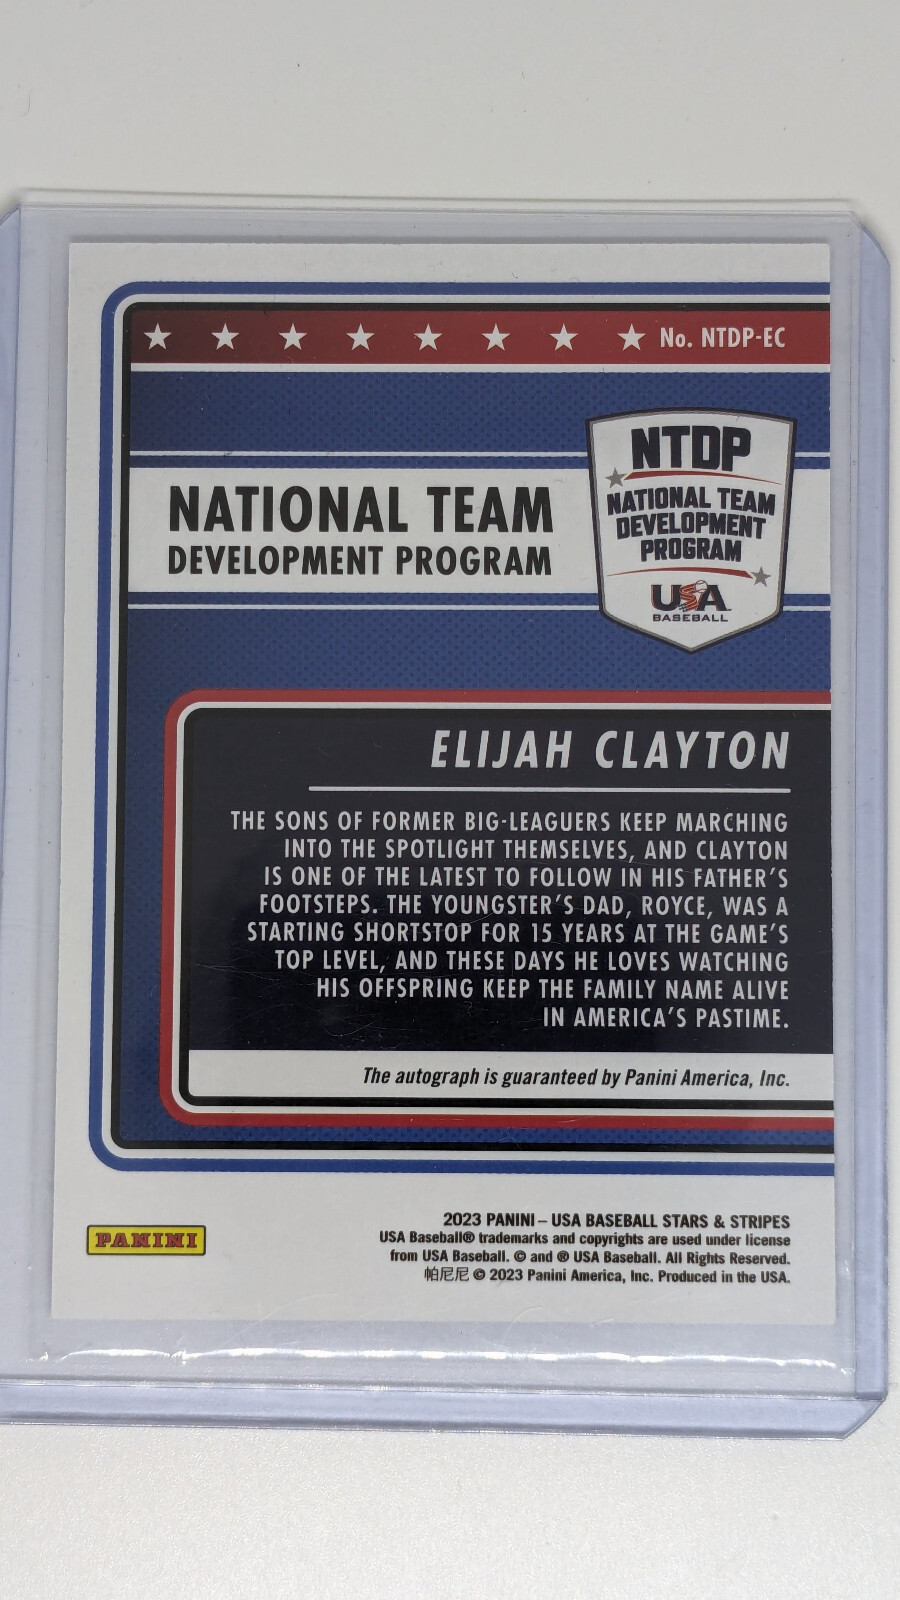 No. NTDP-EC
NATIONAL TEAM
DEVELOPMENT PROGRAM
NTDP
NATIONAL TEAM
DEVELOPMENT
PROGRAM
USA
BASEBALL
ELIJAH CLAYTON
THE SONS OF FORMER BIG-LEAGUERS KEEP MARCHING
INTO THE SPOTLIGHT THEMSELVES, AND CLAYTON
IS ONE OF THE LATEST TO FOLLOW IN HIS FATHER'S
FOOTSTEPS. THE YOUNGSTER'S DAD, ROYCE, WAS A
STARTING SHORTSTOP FOR 15 YEARS AT THE GAME'S
TOP LEVEL, AND THESE DAYS HE LOVES WATCHING
HIS OFFSPRING KEEP THE FAMILY NAME ALIVE
IN AMERICA'S PASTIME.
The autograph is guaranteed by Panini America, Inc.
PANINI
2023 PANINI – USA BASEBALL STARS & STRIPES
USA Baseball® trademarks and copyrights are used under license
from USA Baseball. © and ® USA Baseball. All Rights Reserved.
帕尼尼 © 2023 Panini America, Inc. Produced in the USA.